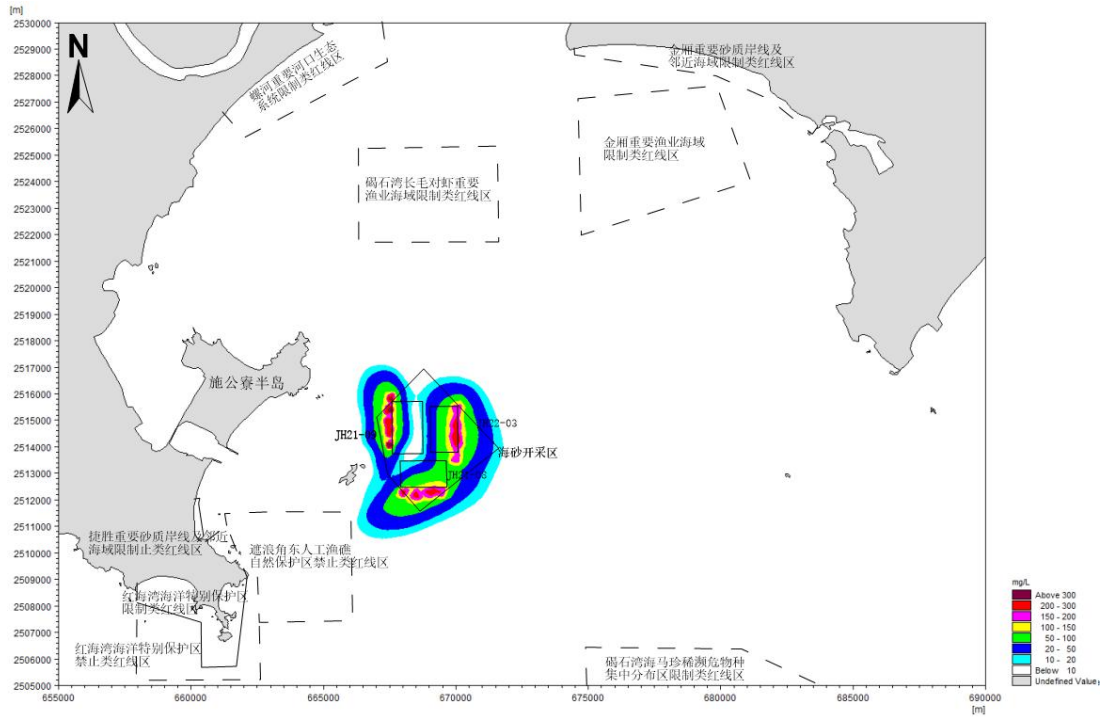 [m]
2530000
2529000
2528000
2527000
2526000
2525000
2524000
2523000
2522000
2521000
2520000
2519000
2518000
2517000
2516000
2515000
2514000
2513000
2512000
2511000
2510000
2509000
2508000
2507000
2506000
2505000
N
螺河重要河口生态
系统限制类红线区
金厢重要砂质岸线及
邻近海域限制类红线区
金厢重要渔业海域
限制类红线区
碣石湾长毛对虾重要
渔业海域限制类红线区
施公寮半岛
JH21-09
海砂开采区
捷胜重要砂质岸线及邻近
海域限制止类红线区
遮浪角东人工渔礁
自然保护区禁止类红线区
红海湾海洋特别保护区
限制类红线区
红海湾海洋特别保护区
禁止类红线区
碣石湾海马珍稀濒危物种
集中分布区限制类红线区
mg/L
Above 300
200 - 300
150 - 200
100 - 150
50 - 100
20 - 50
10 - 20
Below 10
Undefined Value
655000
660000
665000
670000
675000
680000
685000
690000
[m]